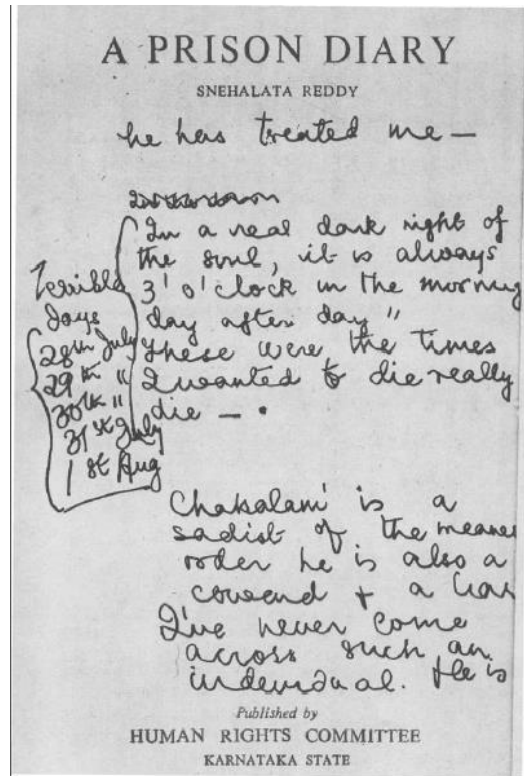 A PRISON DIARY
SNEHALATA REDDY
he has treated me —
In a real dark night of
the soul, it is always
3' o' clock in the morning
day after day "
These were the times
I wanted to die really
die — .
Terrible
days
28th July
29th "
30th "
31st July
1st Aug
Chakalam is a
sadist of the meanes
order he is also a
coward + a liar
I've never come
across such an
individual. He is
Published by
HUMAN RIGHTS COMMITTEE
KARNATAKA STATE